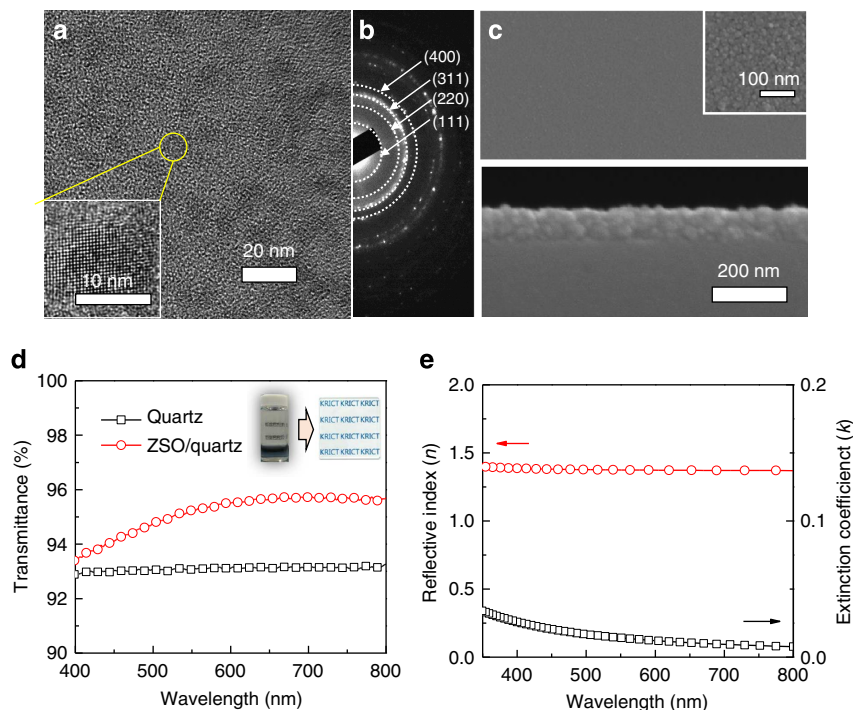 a
10 nm
20 nm
b
(400)
(311)
(220)
(111)
c
100 nm
200 nm
d
100
98
96
94
92
90
Transmittance (%)
Quartz
ZSO/quartz
KRICT KRICT KRICT
KRICT KRICT KRICT
KRICT KRICT KRICT
KRICT KRICT KRICT
400 500 600 700 800
Wavelength (nm)
e
2.0
1.5
1.0
0.5
0.0
Reflective index (n)
0.2
0.1
0.0
Extinction coefficienct (k)
400 500 600 700 800
Wavelength (nm)